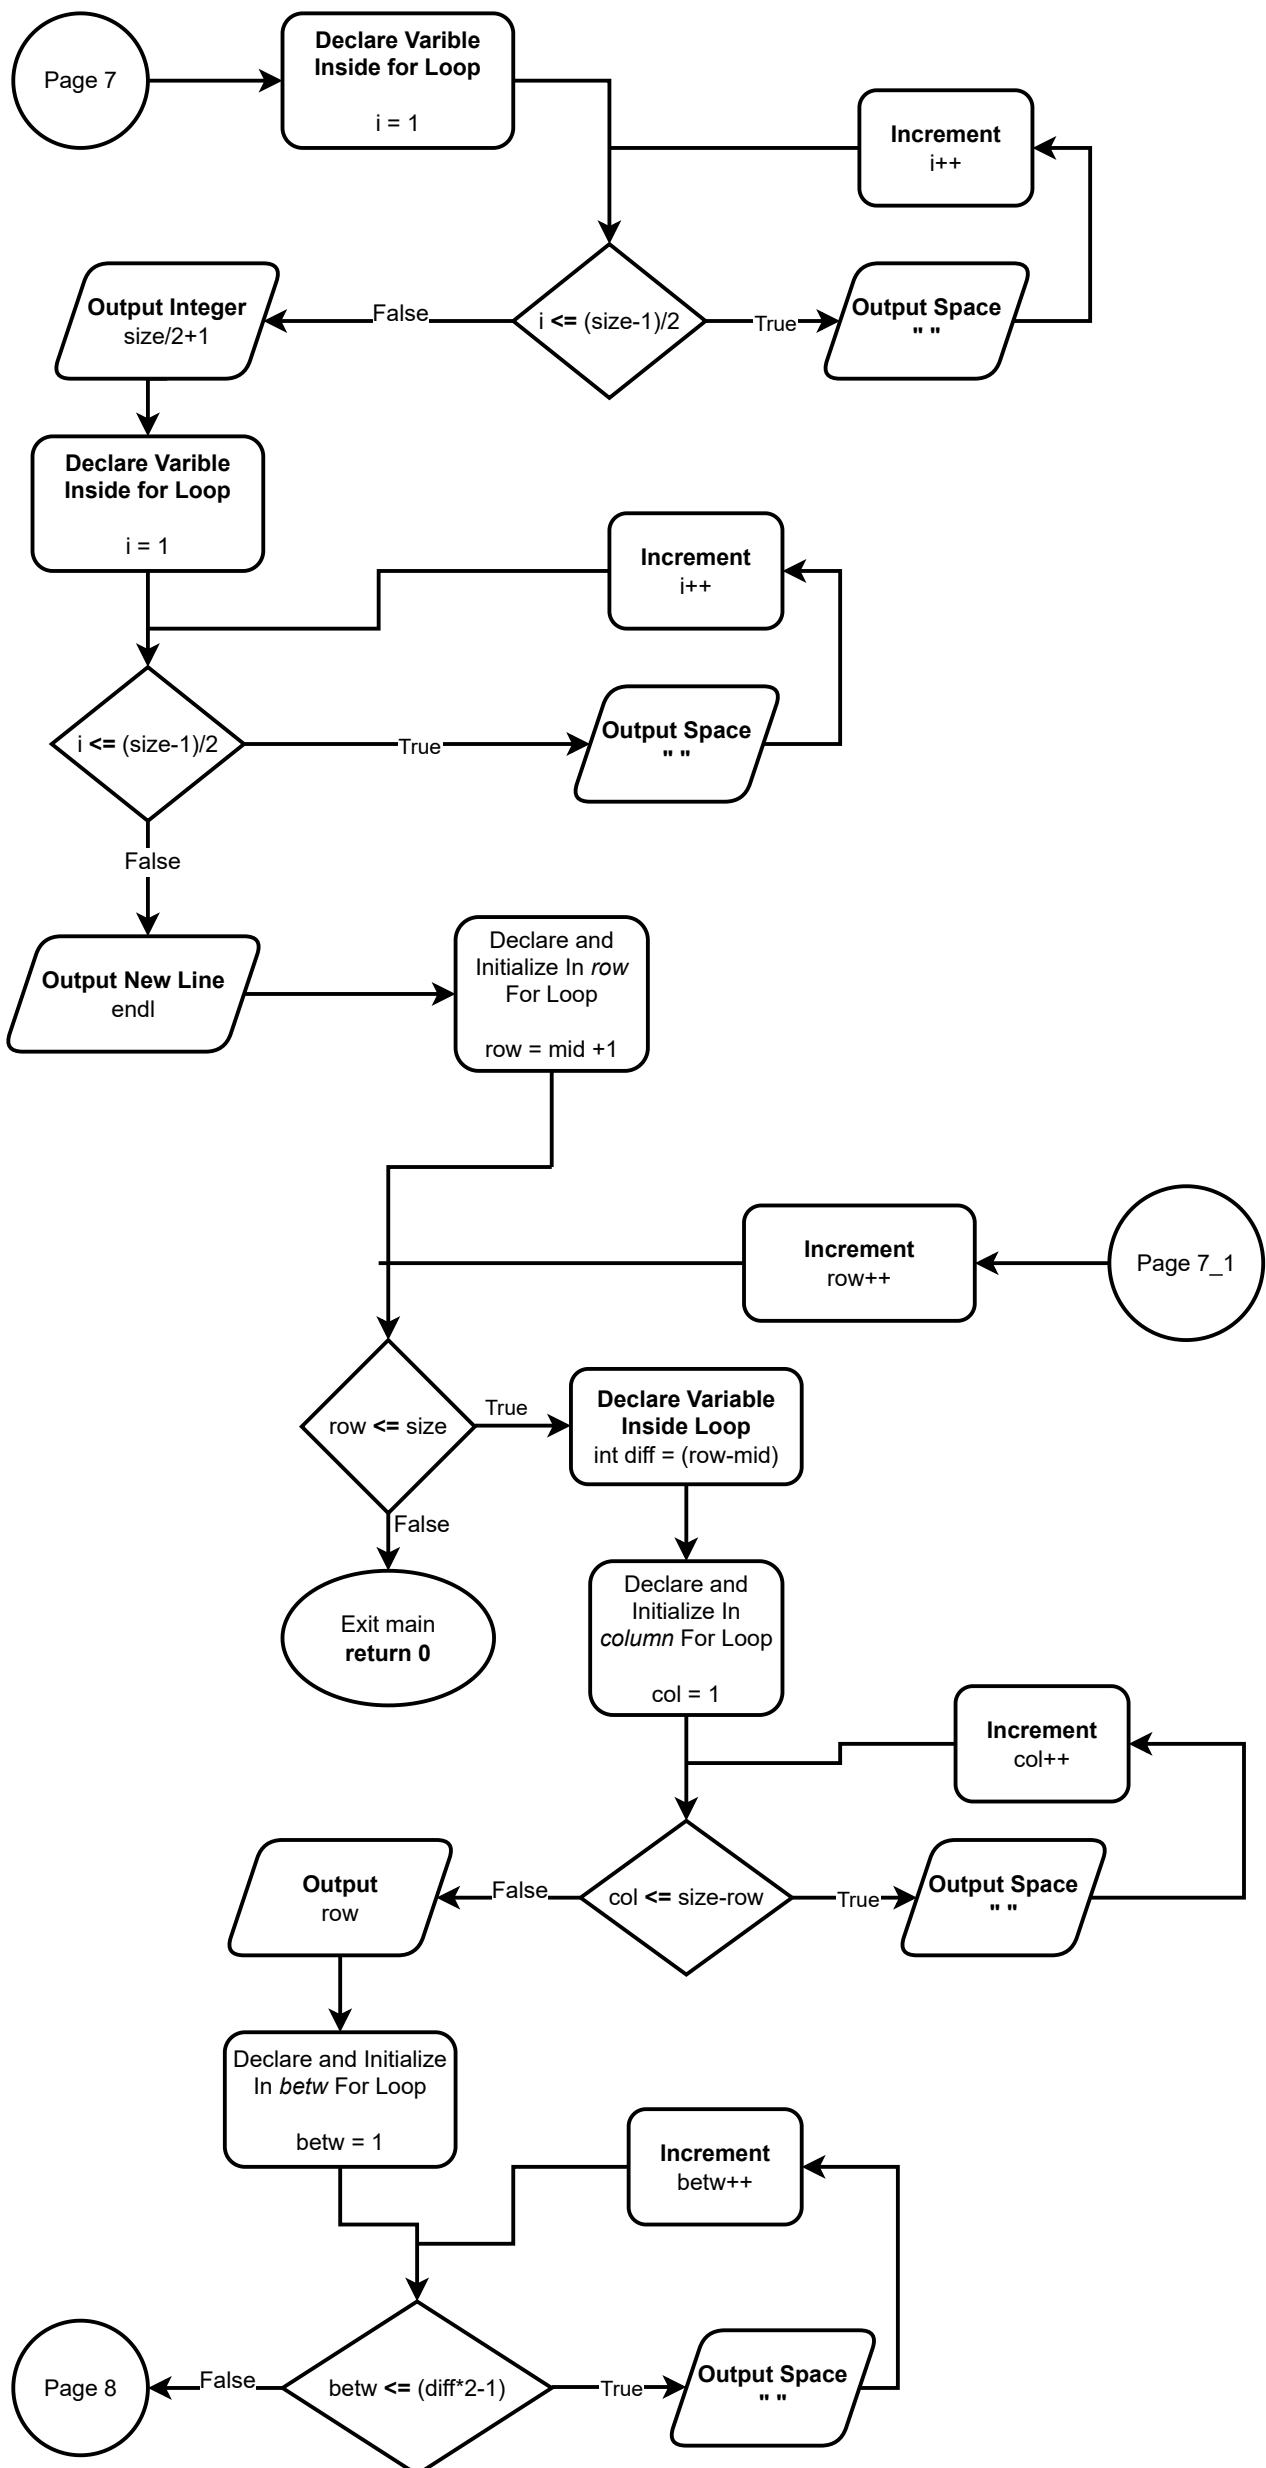 Page 7
Declare Varible
Inside for Loop
i = 1
Increment
i++
Output Integer
size/2+1
False
i <= (size-1)/2
True
Output Space
" "
Declare Varible
Inside for Loop
i = 1
Increment
i++
i <= (size-1)/2
True
Output Space
" "
False
Output New Line
endl
Declare and
Initialize In row
For Loop
row = mid +1
Increment
row++
Page 7_1
row <= size
True
Declare Variable
Inside Loop
int diff = (row-mid)
False
Exit main
return 0
Declare and
Initialize In
column For Loop
col = 1
Increment
col++
Output
row
False
col <= size-row
True
Output Space
" "
Declare and Initialize
In betw For Loop
betw = 1
Increment
betw++
Page 8
False
betw <= (diff*2-1)
True
Output Space
" "